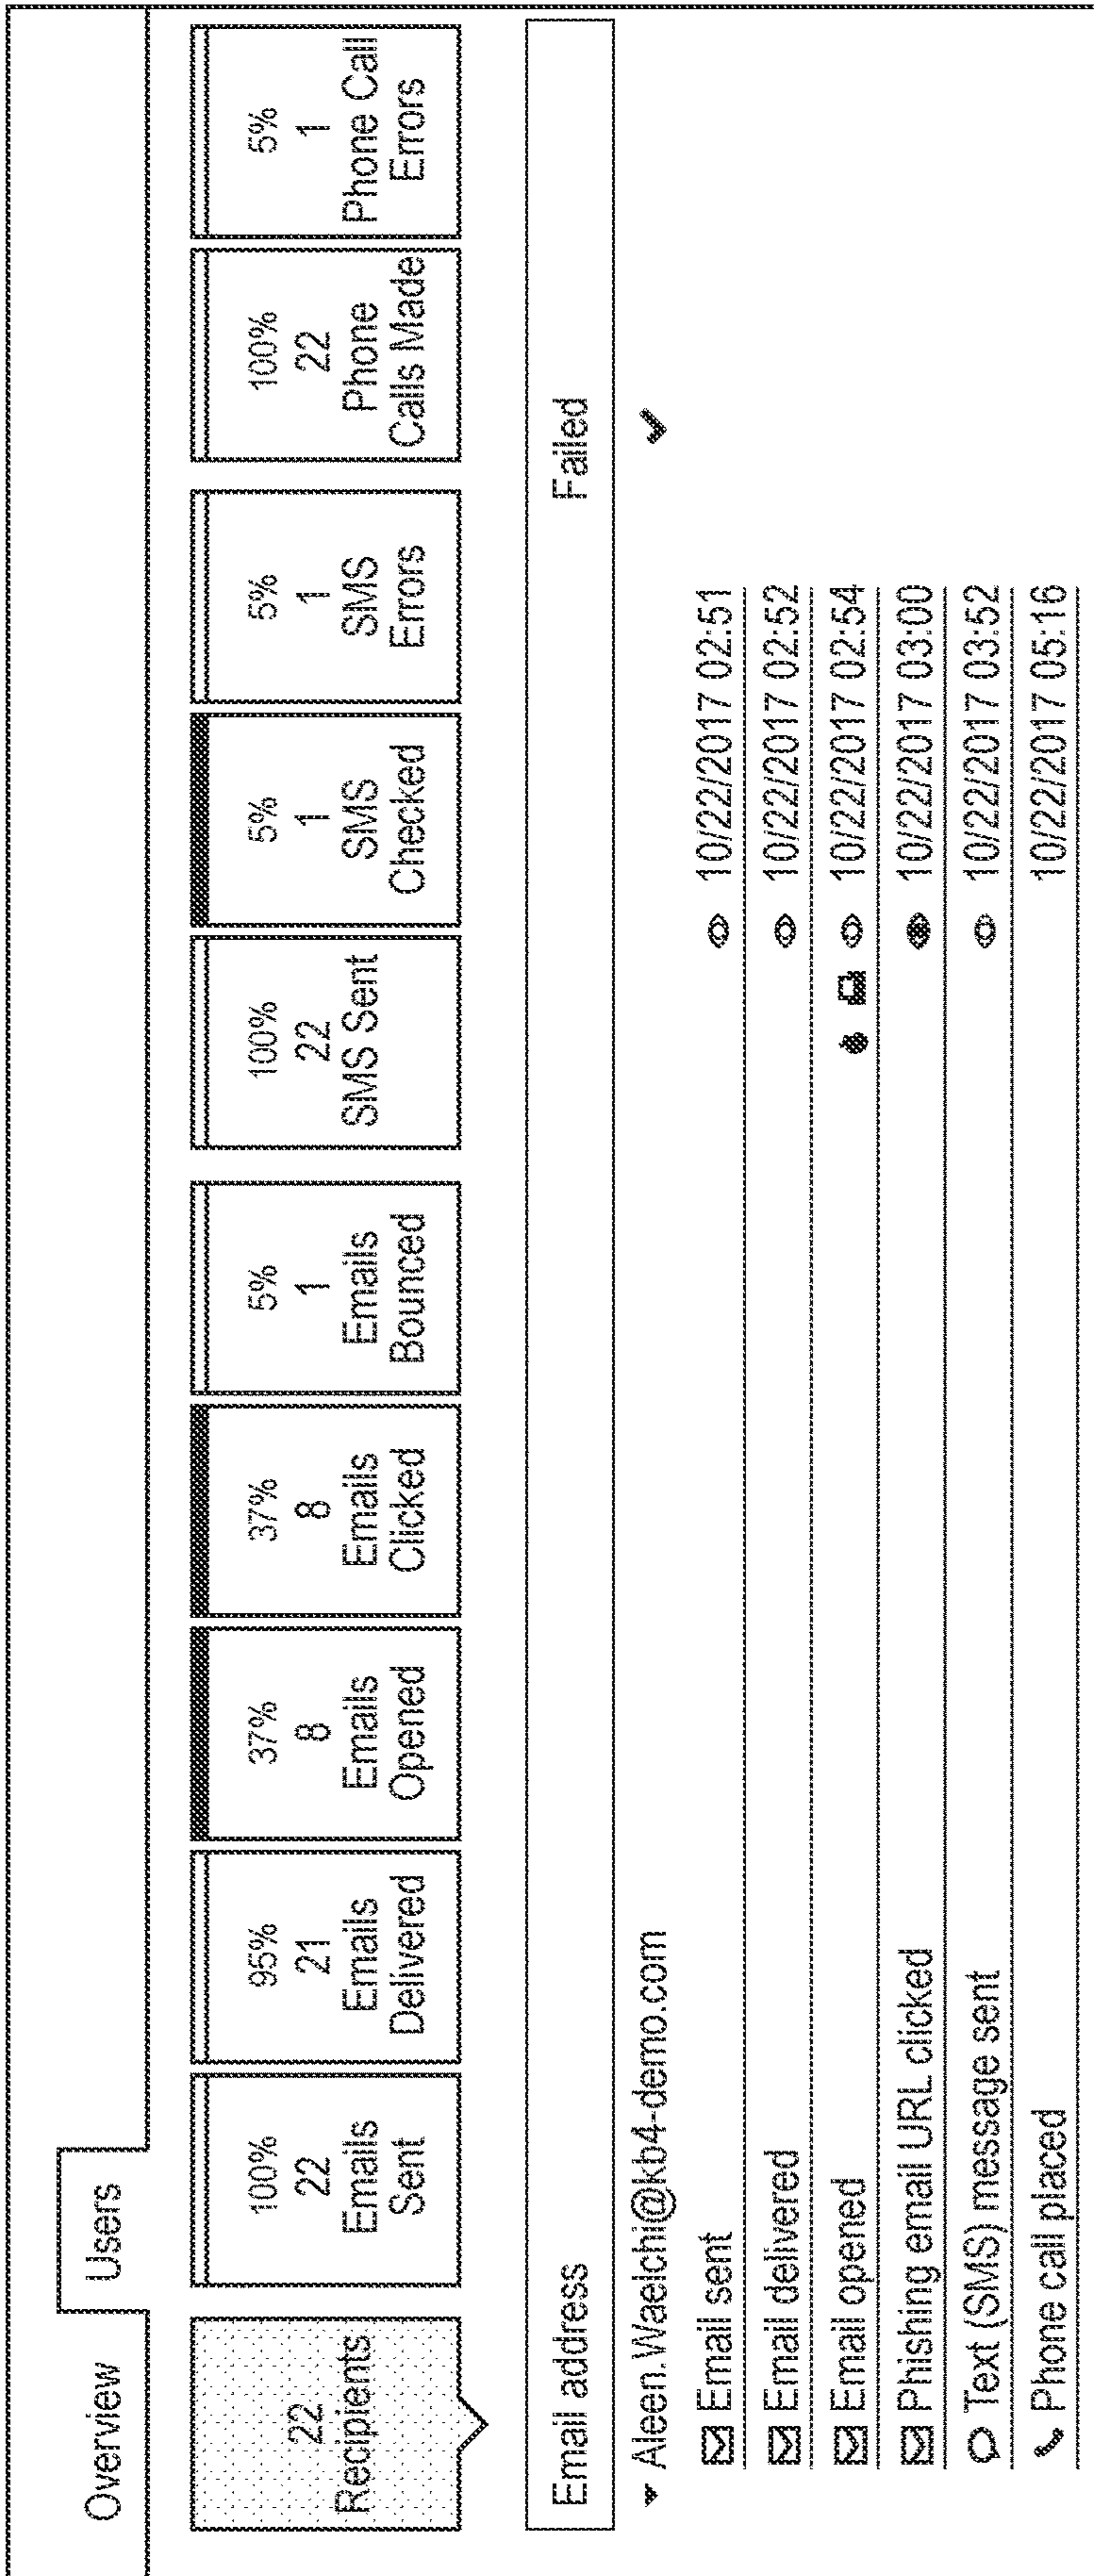 Overview
Users
22
Recipients
100%
22
Emails
Sent
95%
21
Emails
Delivered
37%
8
Emails
Opened
37%
8
Emails
Clicked
5%
1
Emails
Bounced
100%
22
SMS Sent
5%
1
SMS
Checked
5%
1
SMS
Errors
100%
22
Phone
Calls Made
5%
1
Phone Call
Errors
Email address
Failed
Aleen.Waelchi@kb4-demo.com
Email sent 10/22/2017 02:51
Email delivered 10/22/2017 02:52
Email opened 10/22/2017 02:54
Phishing email URL clicked 10/22/2017 03:00
Text (SMS) message sent 10/22/2017 03:52
Phone call placed 10/22/2017 05:16